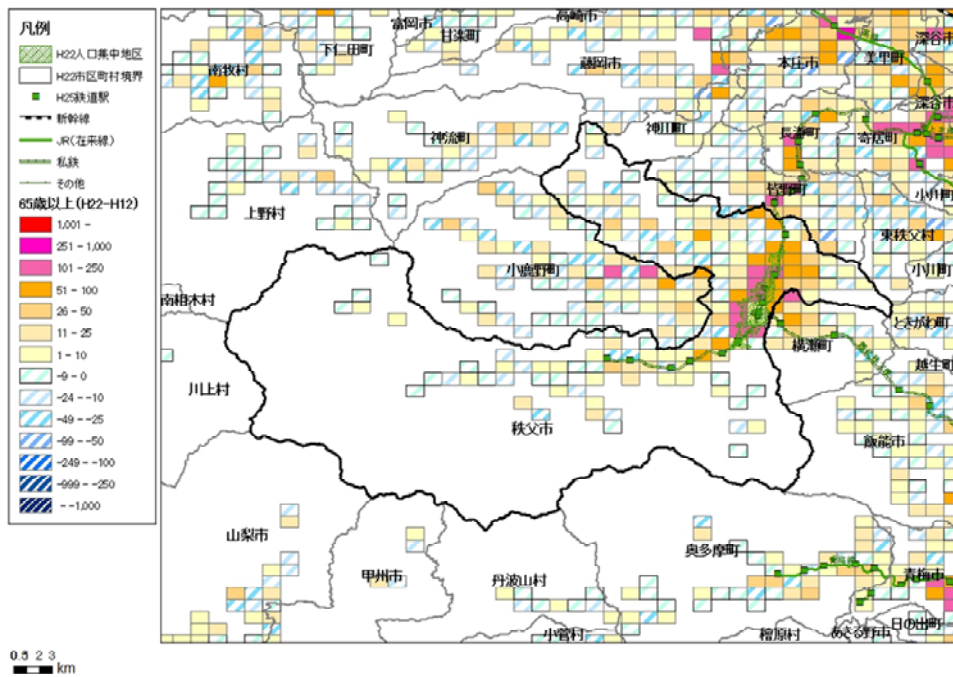 凡例
H22人口集中地区
H22市区町村境界
H25鉄道駅
新幹線
JR(在来線)
私鉄
その他
65歳以上(H22-H12)
1,001 -
251 - 1,000
101 - 250
51 - 100
26 - 50
11 - 25
1 - 10
-9 - 0
-24 - -10
-49 - -25
-99 - -50
-249 - -100
-999 - -250
- -1,000
富岡市
甘楽町
高崎市
下仁田町
南牧村
藤岡市
本庄市
美里町
深谷市
深谷市
神流町
神川町
長瀞町
寄居町
皆野町
小川町
上野村
東秩父村
小鹿野町
小川町
南相木村
ときがわ町
横瀬町
越生町
川上村
秩父市
飯能市
山梨市
奥多摩町
甲州市
丹波山村
青梅市
小菅村
檜原村
あきる野市
日の出町
0.5 2 3
km